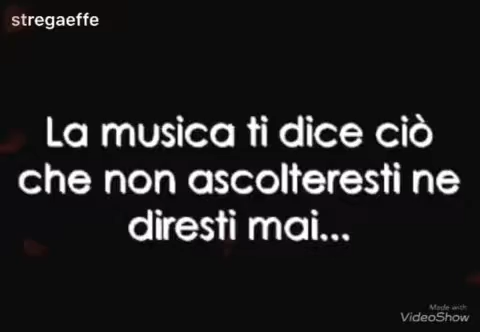 stregaeffe
La musica ti dice ciò
che non ascolteresti ne
diresti mai...
Made with
VideoShow